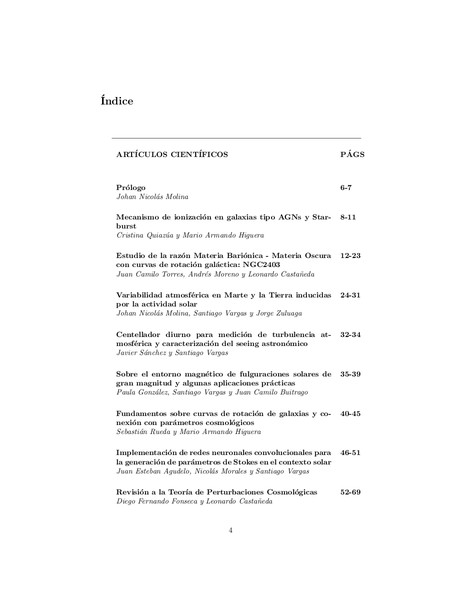 Índice
ARTÍCULOS CIENTÍFICOS PÁGS
Prólogo 6-7
Johan Nicolás Molina
Mecanismo de ionización en galaxias tipo AGNs y Star- 8-11
burst
Cristina Quiazúa y Mario Armando Higuera
Estudio de la razón Materia Bariónica - Materia Oscura 12-23
con curvas de rotación galáctica: NGC2403
Juan Camilo Torres, Andrés Moreno y Leonardo Castañeda
Variabilidad atmosférica en Marte y la Tierra inducidas 24-31
por la actividad solar
Johan Nicolás Molina, Santiago Vargas y Jorge Zuluaga
Centellador diurno para medición de turbulencia at- 32-34
mosférica y caracterización del seeing astronómico
Javier Sánchez y Santiago Vargas
Sobre el entorno magnético de fulguraciones solares de 35-39
gran magnitud y algunas aplicaciones prácticas
Paula González, Santiago Vargas y Juan Camilo Buitrago
Fundamentos sobre curvas de rotación de galaxias y co- 40-45
nexión con parámetros cosmológicos
Sebastián Rueda y Mario Armando Higuera
Implementación de redes neuronales convolucionales para 46-51
la generación de parámetros de Stokes en el contexto solar
Juan Esteban Agudelo, Nicolás Morales y Santiago Vargas
Revisión a la Teoría de Perturbaciones Cosmológicas 52-69
Diego Fernando Fonseca y Leonardo Castañeda
4